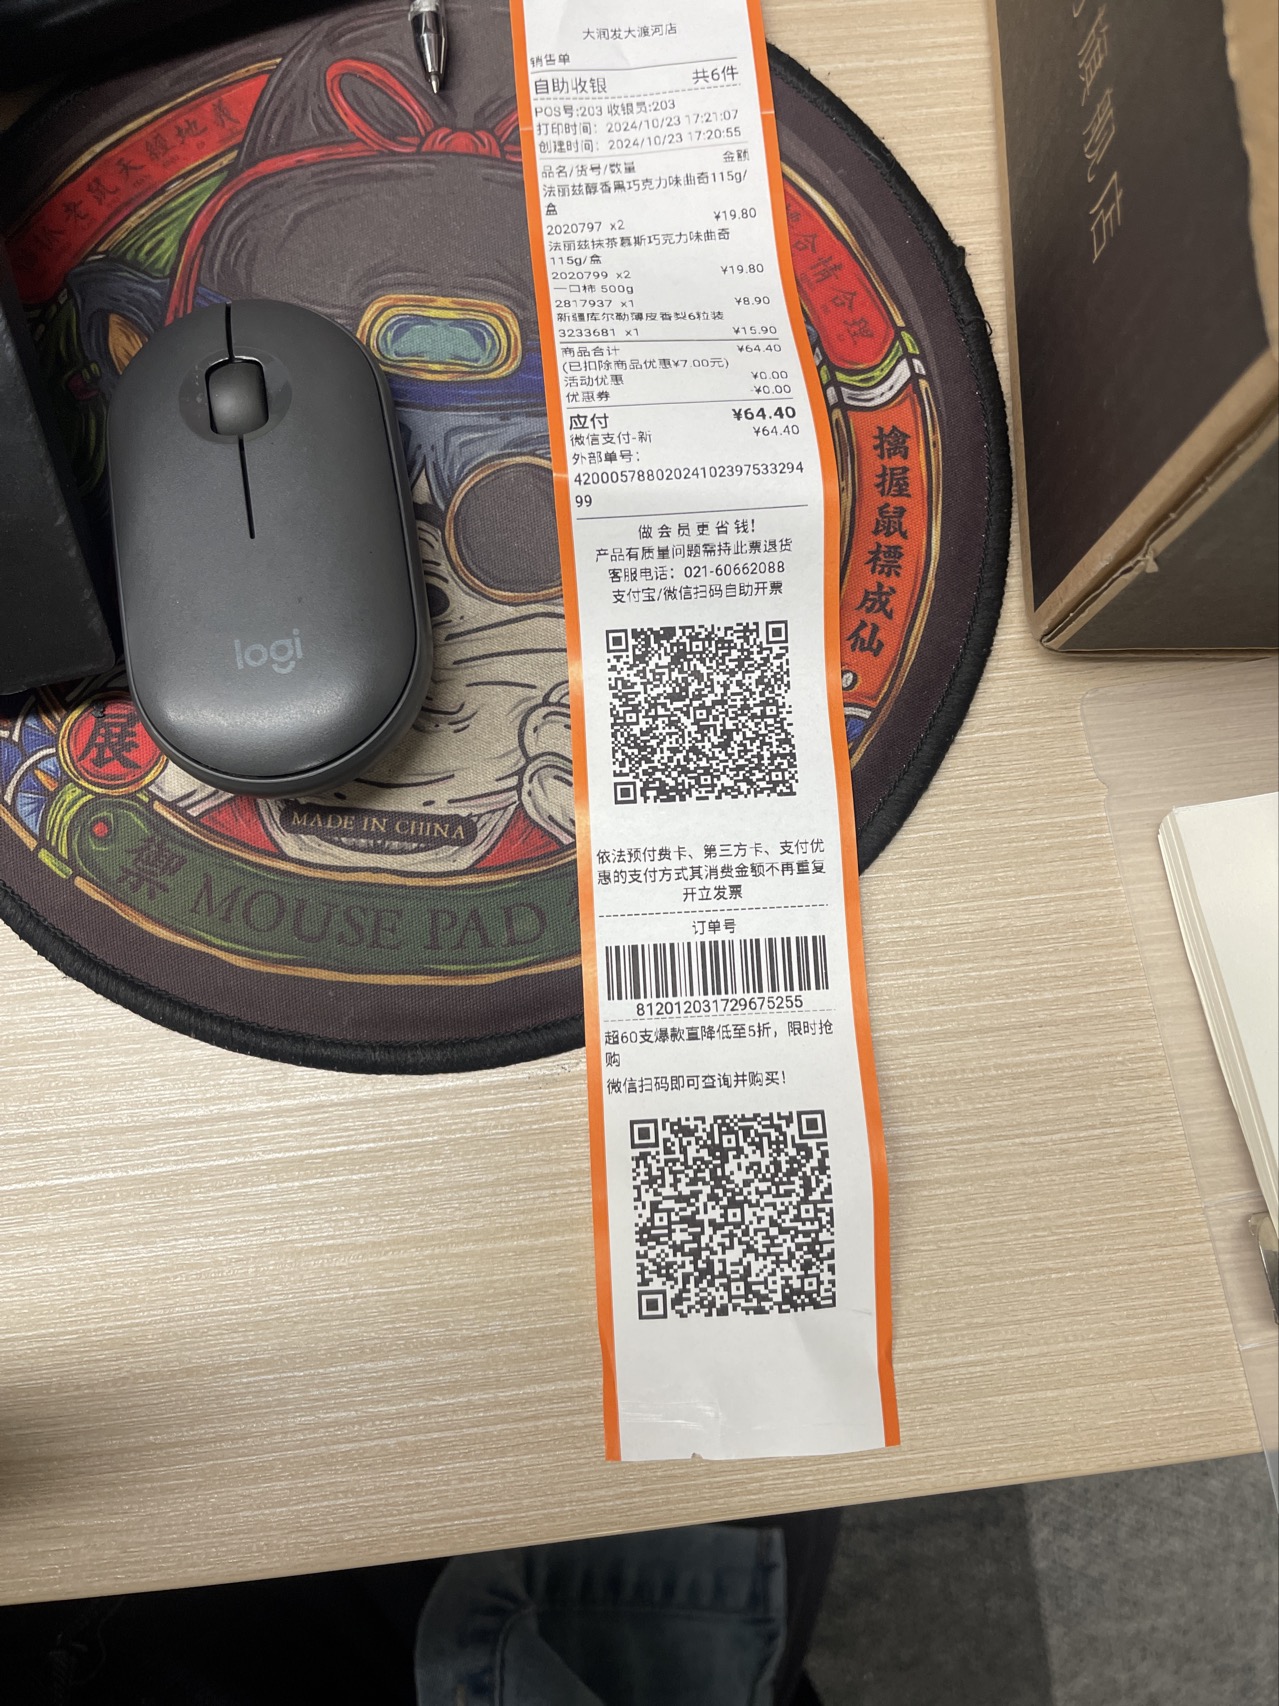 大润发大渡河店
销售单
自助收银 共6件
POS号:203 收银员:203
打印时间: 2024/10/23 17:21:07
创建时间: 2024/10/23 17:20:55
品名/货号/数量 金额
法丽兹醇香黑巧克力味曲奇115g/
盒
2020797 x2 ¥19.80
法丽兹抹茶慕斯巧克力味曲奇
115g/盒
2020799 x2 ¥19.80
一口柿 500g
2817937 x1 ¥8.90
新疆库尔勒薄皮香梨6粒装
3233681 x1 ¥15.90
商品合计 ¥64.40
(已扣除商品优惠¥7.00元)
活动优惠 ¥0.00
优惠券 -¥0.00
应付 ¥64.40
微信支付-新 ¥64.40
外部单号:
42000578802024102397533294
99
做会员更省钱!
产品有质量问题需持此票退货
客服电话: 021-60662088
支付宝/微信扫码自助开票
依法预付费卡、第三方卡、支付优
惠的支付方式其消费金额不再重复
开立发票
订单号
812012031729675255
超60支爆款直降低至5折，限时抢
购
微信扫码即可查询并购买!
logi
MADE IN CHINA
MOUSE PAD
禦
展
老鼠天經地義
合情合理
擒握鼠標成仙